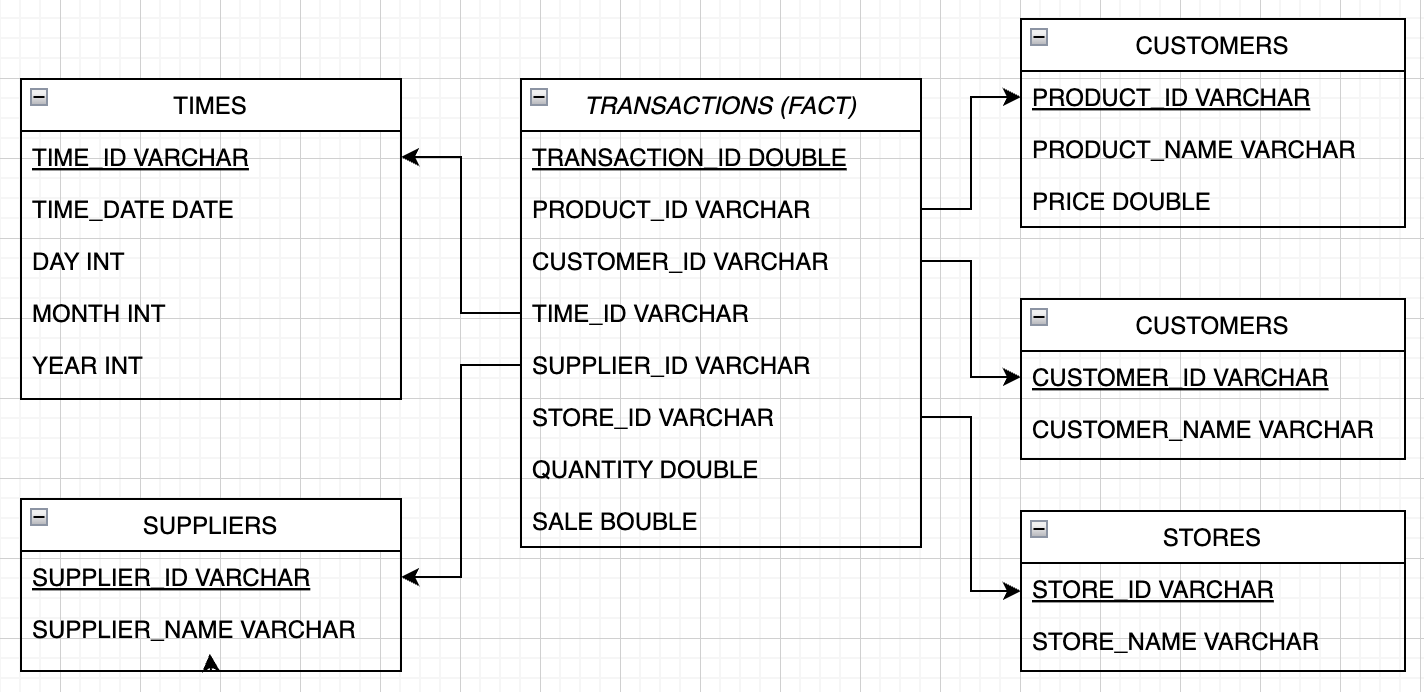 TIMES
TIME_ID VARCHAR
TIME_DATE DATE
DAY INT
MONTH INT
YEAR INT
SUPPLIERS
SUPPLIER_ID VARCHAR
SUPPLIER_NAME VARCHAR
TRANSACTIONS (FACT)
TRANSACTION_ID DOUBLE
PRODUCT_ID VARCHAR
CUSTOMER_ID VARCHAR
TIME_ID VARCHAR
SUPPLIER_ID VARCHAR
STORE_ID VARCHAR
QUANTITY DOUBLE
SALE BOUBLE
CUSTOMERS
PRODUCT_ID VARCHAR
PRODUCT_NAME VARCHAR
PRICE DOUBLE
CUSTOMERS
CUSTOMER_ID VARCHAR
CUSTOMER_NAME VARCHAR
STORES
STORE_ID VARCHAR
STORE_NAME VARCHAR